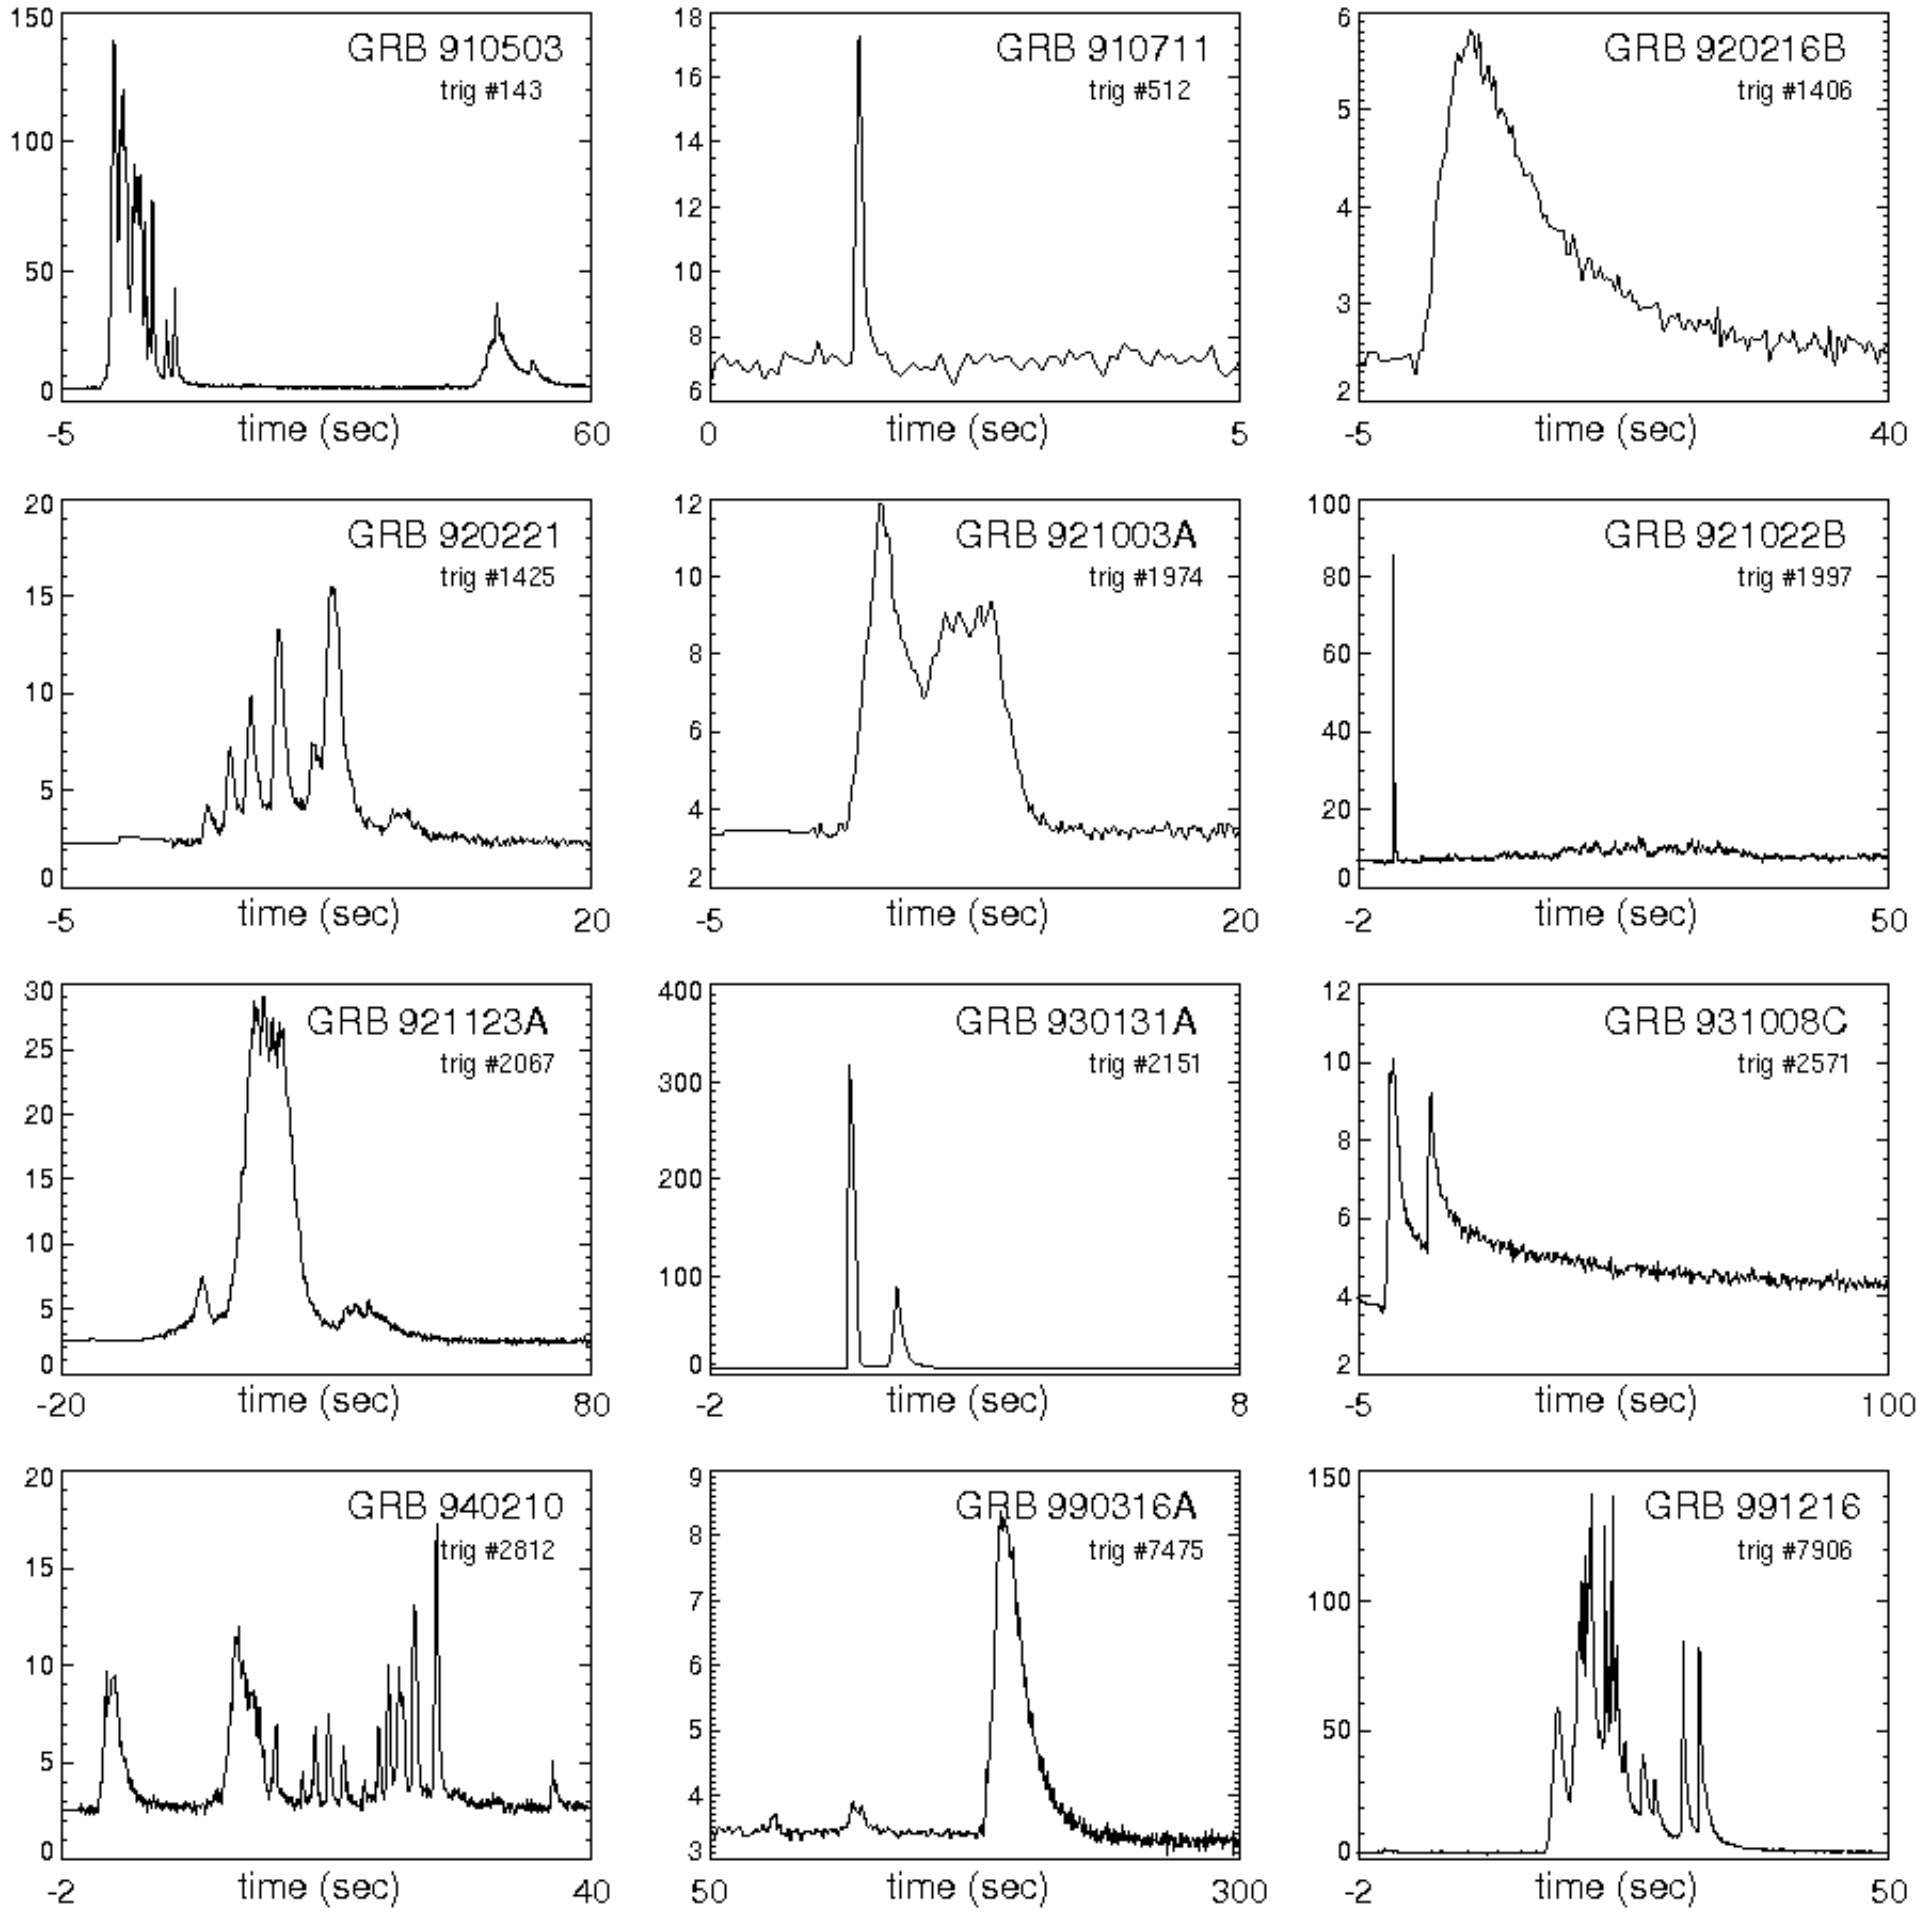 150
100
50
0
GRB 910503
trig #143
-5
time (sec)
60
18
16
14
12
10
8
6
GRB 910711
trig #512
0
time (sec)
5
6
5
4
3
2
GRB 920216B
trig #1406
-5
time (sec)
40
20
15
10
5
0
GRB 920221
trig #1425
-5
time (sec)
20
12
10
8
6
4
2
GRB 921003A
trig #1974
-5
time (sec)
20
100
80
60
40
20
0
GRB 921022B
trig #1997
-2
time (sec)
50
30
25
20
15
10
5
0
GRB 921123A
trig #2067
-20
time (sec)
80
400
300
200
100
0
GRB 930131A
trig #2151
-2
time (sec)
8
12
10
8
6
4
2
GRB 931008C
trig #2571
-5
time (sec)
100
20
15
10
5
0
GRB 940210
trig #2812
-2
time (sec)
40
9
8
7
6
5
4
3
GRB 990316A
trig #7475
50
time (sec)
300
150
100
50
0
GRB 991216
trig #7906
-2
time (sec)
50